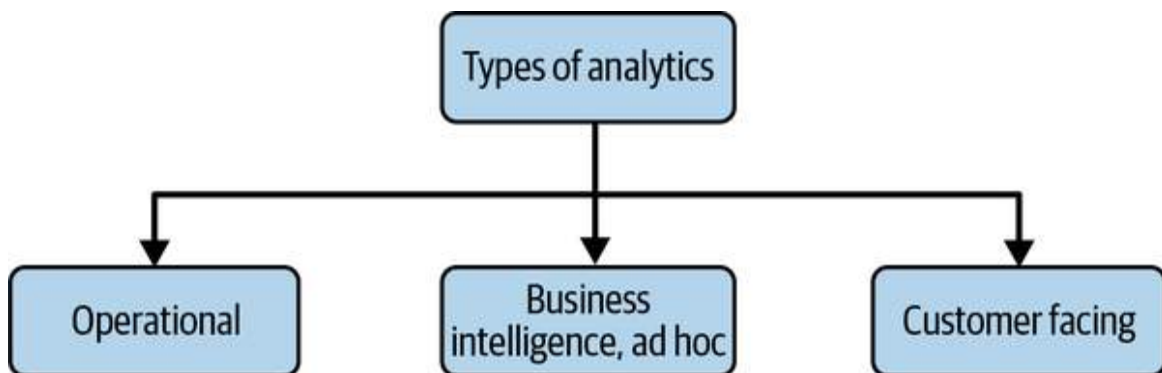 Types of analytics
Operational
Business
intelligence, ad hoc
Customer facing